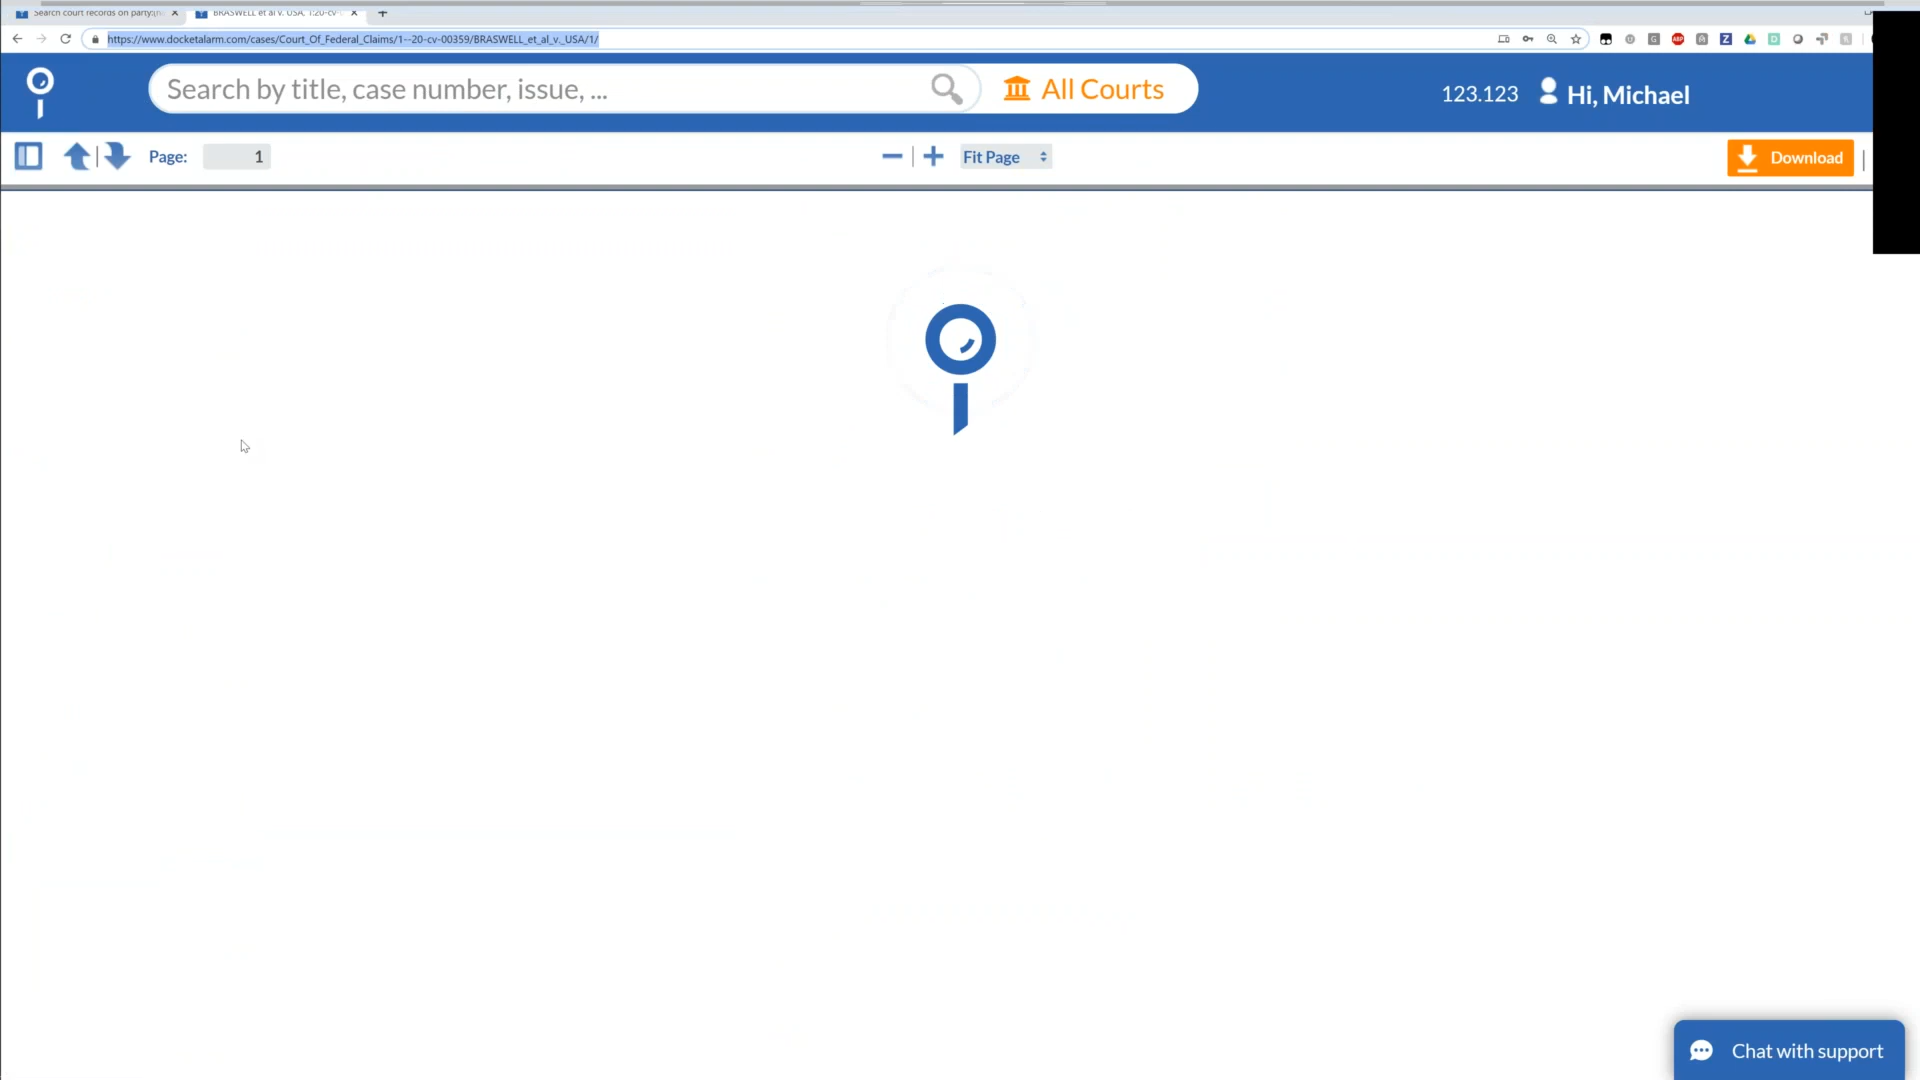 Search court records on party:(n
BRASWELL et al v. USA, 1:20-cv-
https://www.docketalarm.com/cases/Court_Of_Federal_Claims/1--20-cv-00359/BRASWELL_et_al_v._USA/1/
Search by title, case number, issue, ...
All Courts
123.123
Hi, Michael
Page:
1
Fit Page
Download
Chat with support